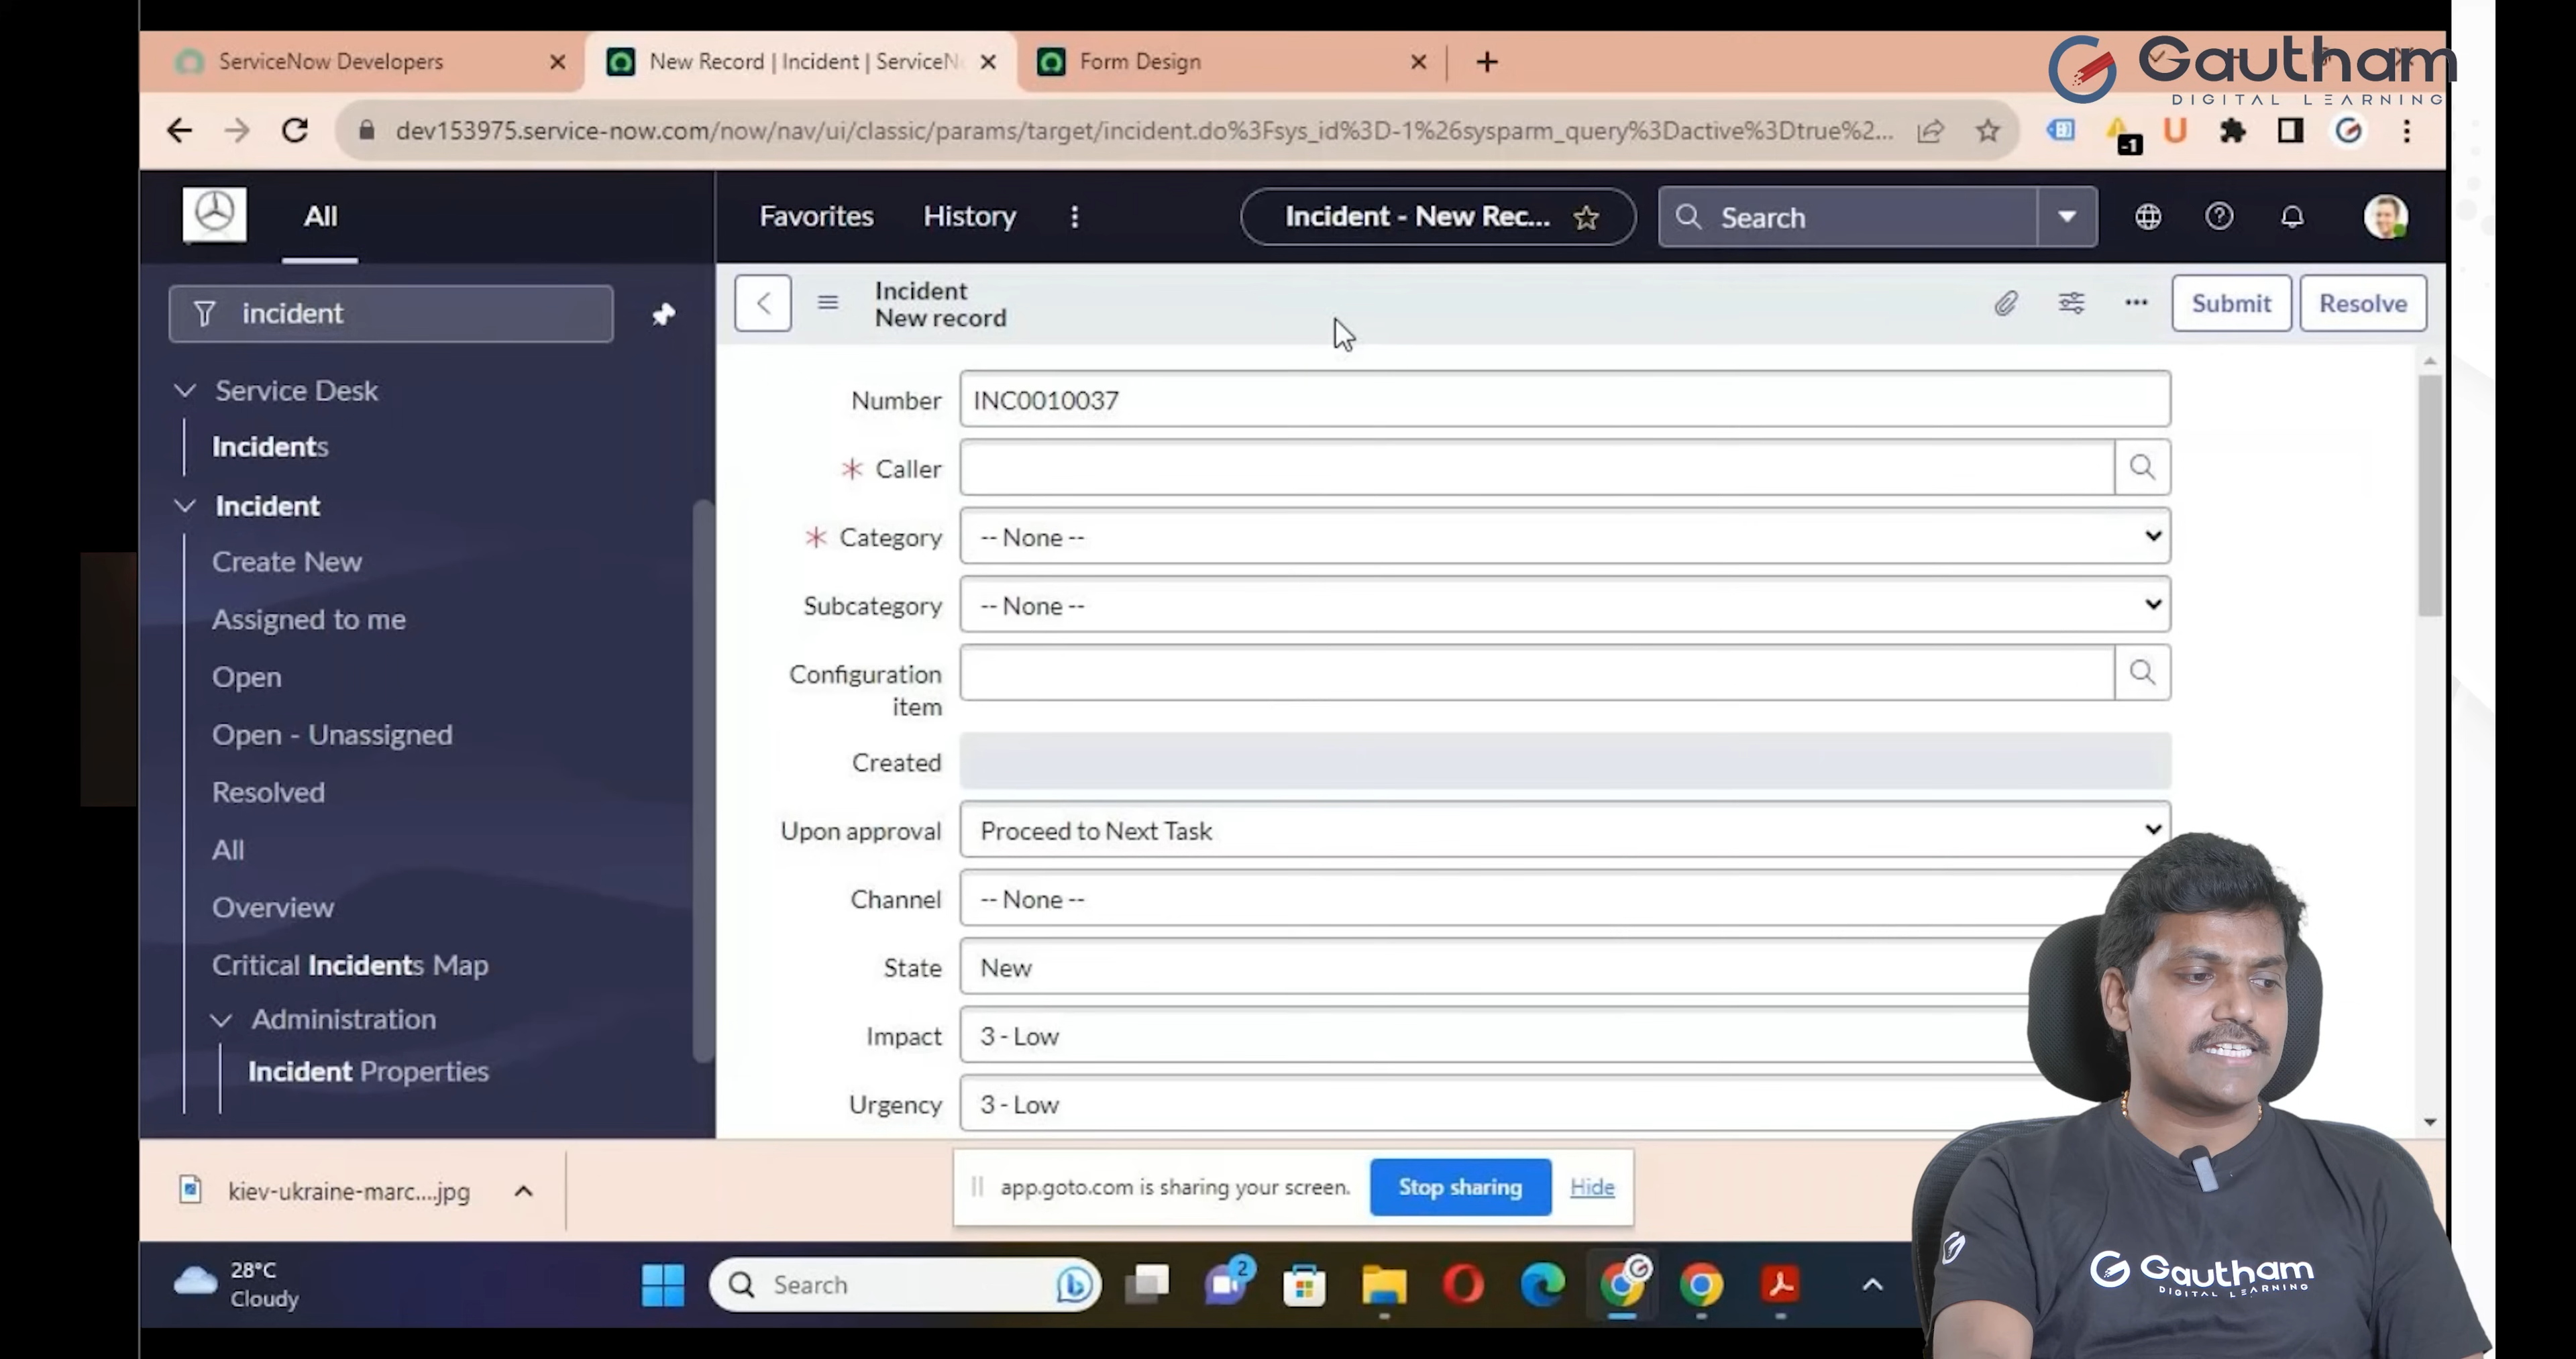 ServiceNow Developers
New Record | Incident | ServiceN
Form Design
Gautham
DIGITAL LEARNING
dev153975.service-now.com/now/nav/ui/classic/params/target/incident.do%3Fsys_id%3D-1%26sysparm_query%3Dactive%3Dtrue%2...
-1
All
Favorites
History
Incident - New Rec...
Search
incident
Service Desk
Incidents
Incident
Create New
Assigned to me
Open
Open - Unassigned
Resolved
All
Overview
Critical Incidents Map
Administration
Incident Properties
Incident
New record
Submit
Resolve
Number INC0010037
* Caller
* Category -- None --
Subcategory -- None --
Configuration
item
Created
Upon approval Proceed to Next Task
Channel -- None --
State New
Impact 3 - Low
Urgency 3 - Low
kiev-ukraine-marc....jpg
app.goto.com is sharing your screen.
Stop sharing
Hide
28°C
Cloudy
Search
2
Gautham
DIGITAL LEARNING